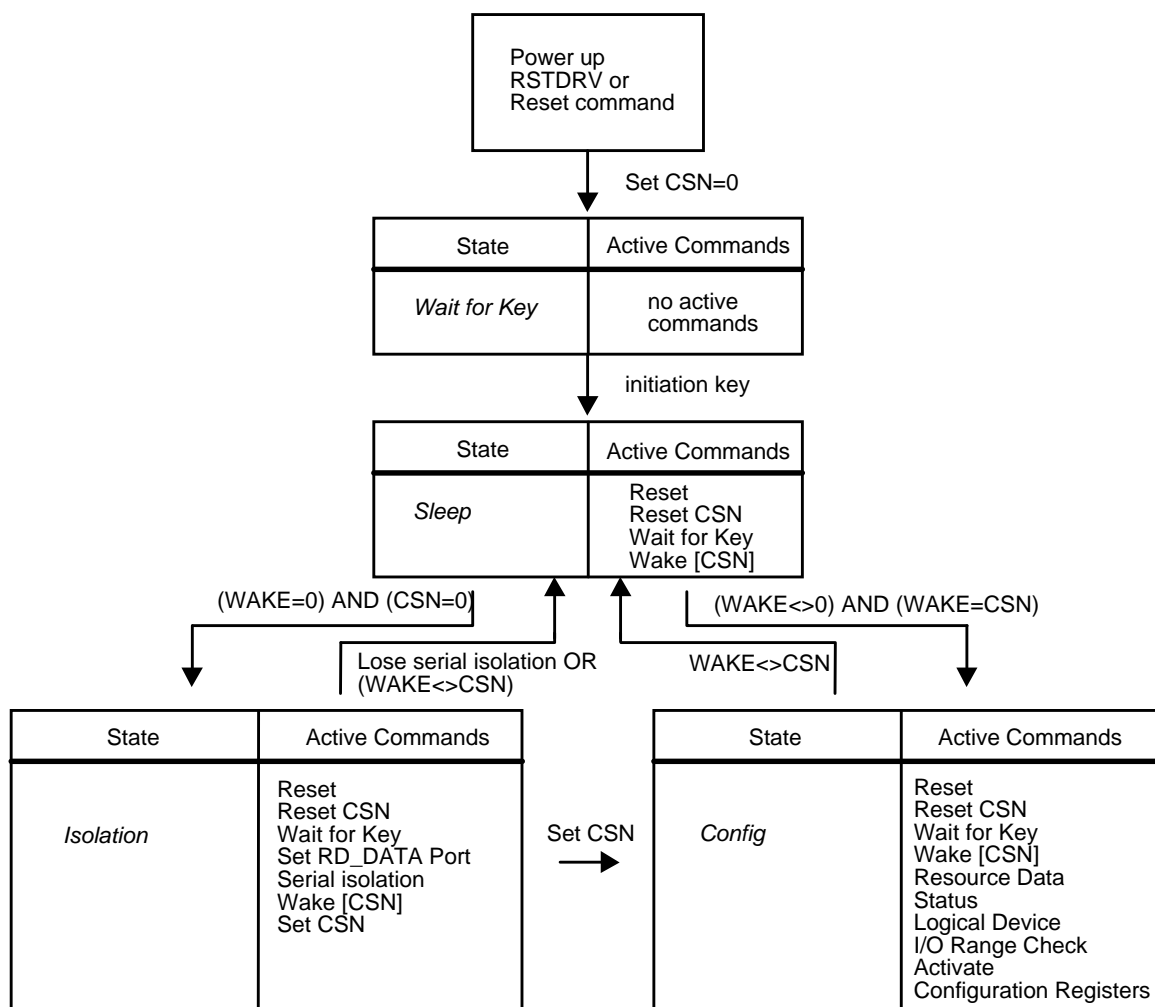 Power up
RSTDRV or
Reset command
Set CSN=0
State
Active Commands
Wait for Key
no active
commands
initiation key
State
Active Commands
Sleep
Reset
Reset CSN
Wait for Key
Wake [CSN]
(WAKE=0) AND (CSN=0)
(WAKE<>0) AND (WAKE=CSN)
Lose serial isolation OR
(WAKE<>CSN)
WAKE<>CSN
State
Active Commands
Isolation
Reset
Reset CSN
Wait for Key
Set RD_DATA Port
Serial isolation
Wake [CSN]
Set CSN
Set CSN
State
Active Commands
Config
Reset
Reset CSN
Wait for Key
Wake [CSN]
Resource Data
Status
Logical Device
I/O Range Check
Activate
Configuration Registers